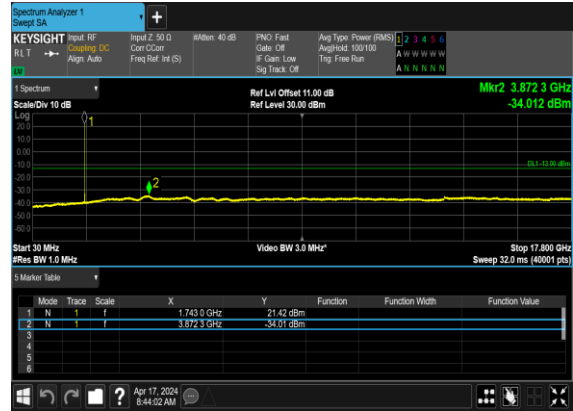 Spectrum Analyzer 1
Swept SA
+
KEYSIGHT Input: RF Input Z: 50 Ω #Atten: 40 dB PNO: Fast Avg Type: Power (RMS) 1 2 3 4 5 6
RLT Coupling: DC Corr CCorr Gate: Off Avg|Hold: 100/100 A W W W W W
Align: Auto Freq Ref: Int (S) IF Gain: Low Trig: Free Run
Sig Track: Off A N N N N N
1 Spectrum Ref Lvl Offset 11.00 dB Mkr2 3.872 3 GHz
Scale/Div 10 dB Ref Level 30.00 dBm -34.012 dBm
Log
20.0
10.0
0.00
-10.0
DL1 -13.00 dBm
-20.0
-30.0
-40.0
-50.0
-60.0
1
2
Start 30 MHz Video BW 3.0 MHz* Stop 17.800 GHz
#Res BW 1.0 MHz Sweep 32.0 ms (40001 pts)
5 Marker Table
Mode Trace Scale X Y Function Function Width Function Value
1 N 1 f 1.743 0 GHz 21.42 dBm
2 N 1 f 3.872 3 GHz -34.01 dBm
3
4
5
6
? Apr 17, 2024
8:44:02 AM